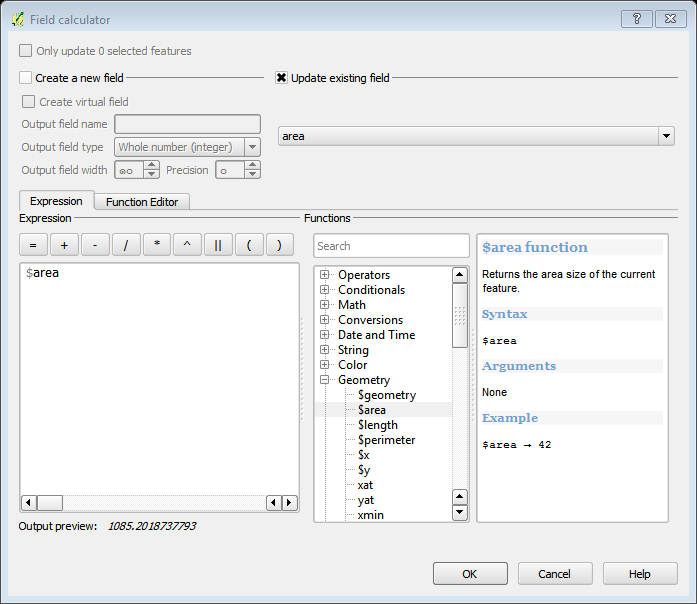 Field calculator
Only update 0 selected features
Create a new field
Update existing field
Create virtual field
Output field name
area
Output field type Whole number (integer)
Output field width ๑๐ Precision ๐
Expression Function Editor
Expression
Functions
= + - / * ^ || ( )
Search
$area
Operators
Conditionals
Math
Conversions
Date and Time
String
Color
Geometry
$geometry
$area
$length
$perimeter
$x
$y
xat
yat
xmin
$area function
Returns the area size of the current
feature.
Syntax
$area
Arguments
None
Example
$area → 42
Output preview: 1085.2018737793
OK Cancel Help